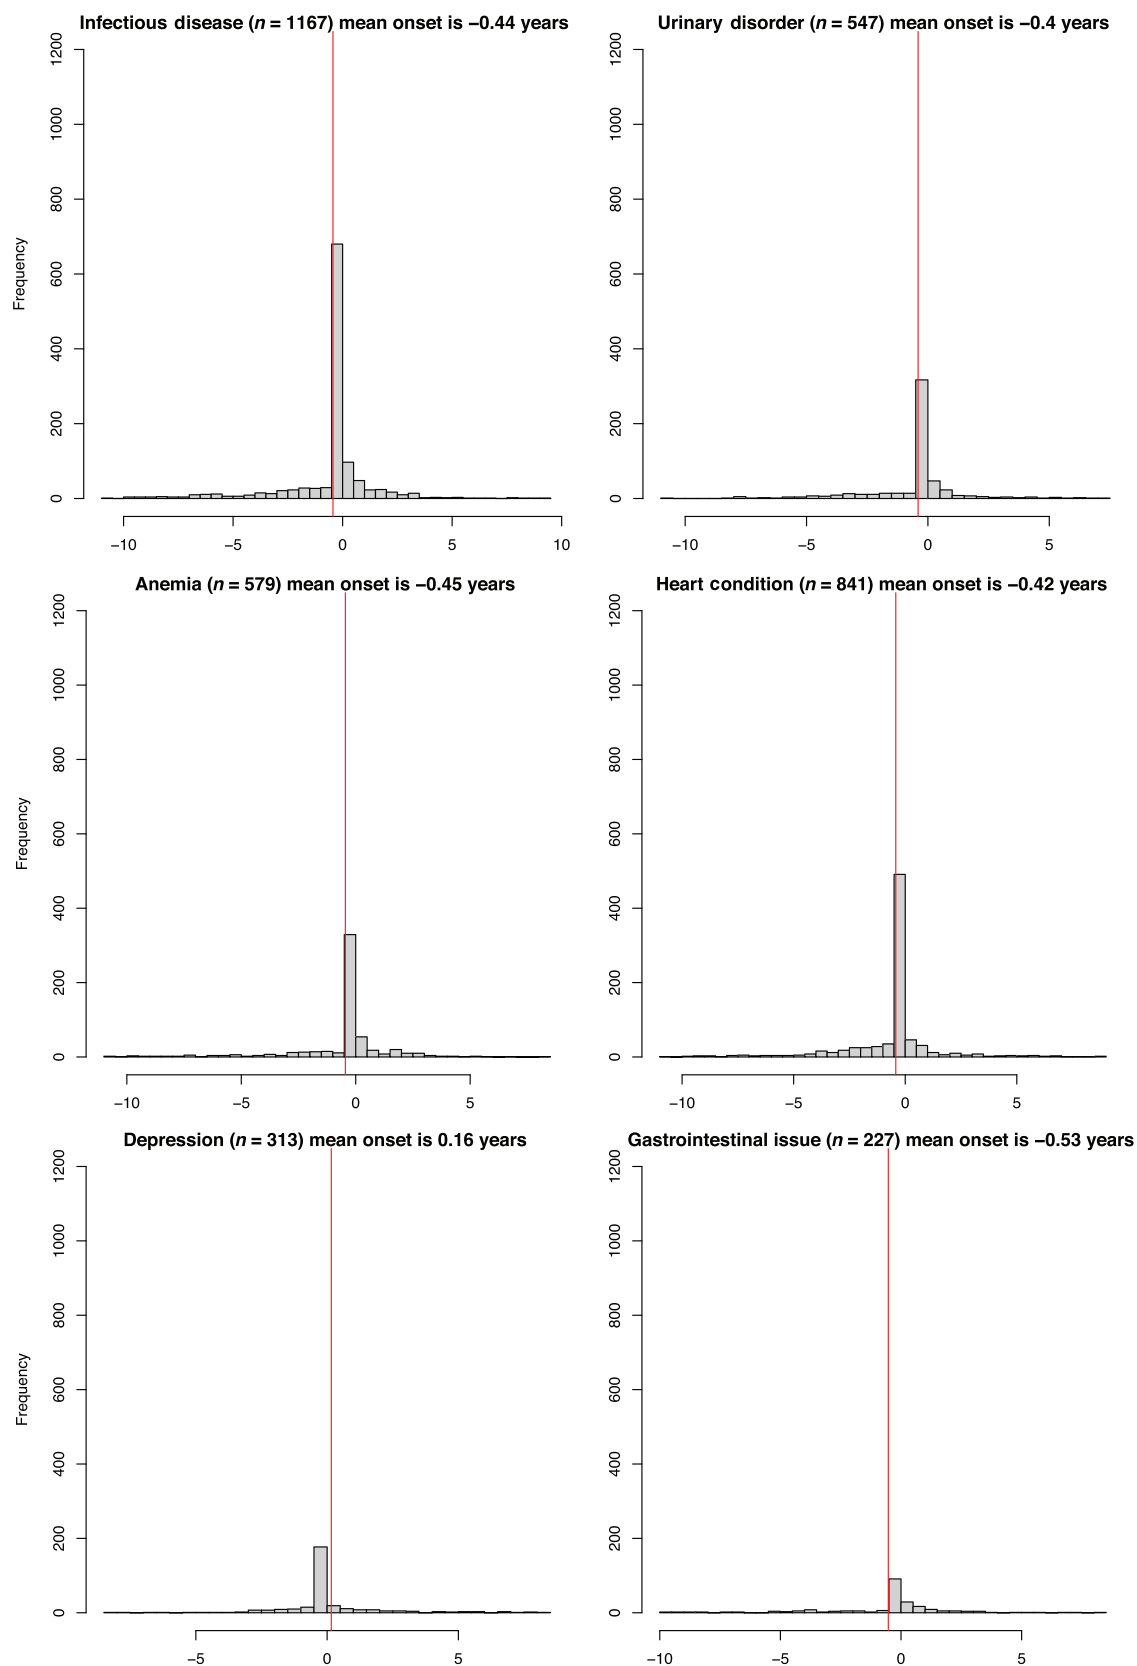 Infectious disease (n = 1167) mean onset is −0.44 years
Frequency
1200
1000
800
600
400
200
0
−10 −5 0 5 10
Urinary disorder (n = 547) mean onset is −0.4 years
1200
1000
800
600
400
200
0
−10 −5 0 5
Anemia (n = 579) mean onset is −0.45 years
Frequency
1200
1000
800
600
400
200
0
−10 −5 0 5
Heart condition (n = 841) mean onset is −0.42 years
1200
1000
800
600
400
200
0
−10 −5 0 5
Depression (n = 313) mean onset is 0.16 years
Frequency
1200
1000
800
600
400
200
0
−5 0 5
Gastrointestinal issue (n = 227) mean onset is −0.53 years
1200
1000
800
600
400
200
0
−10 −5 0 5